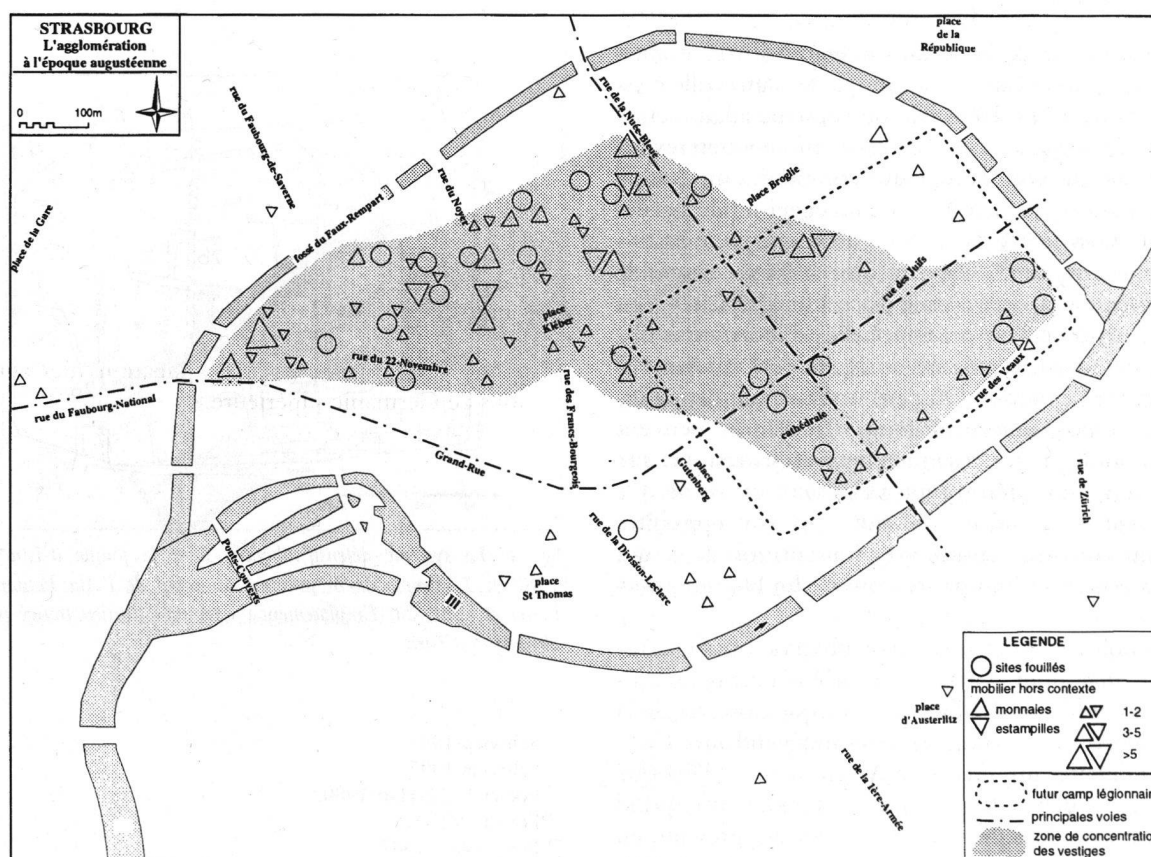 STRASBOURG
L'agglomération
à l'époque augustéenne
0 100m
place
de la
République
rue du Faubourg-de-Saverne
place de la Gare
fossé du Faux-Rempart
rue du Noyer
rue de la Nuée-Bleue
place Broglie
rue des Juifs
place
Kléber
rue du 22-Novembre
rue du Faubourg-National
Grand-Rue
rue des Francs-Bourgeois
cathédrale
rue des Veaux
place
Gutenberg
rue de la Division-Leclerc
rue de Zürich
Ponts-Couverts
Ill
place
St Thomas
place
d'Austerlitz
rue de la 1ère-Armée
LEGENDE
sites fouillés
mobilier hors contexte
monnaies
estampilles
1-2
3-5
>5
futur camp légionnair
principales voies
zone de concentratio
des vestiges